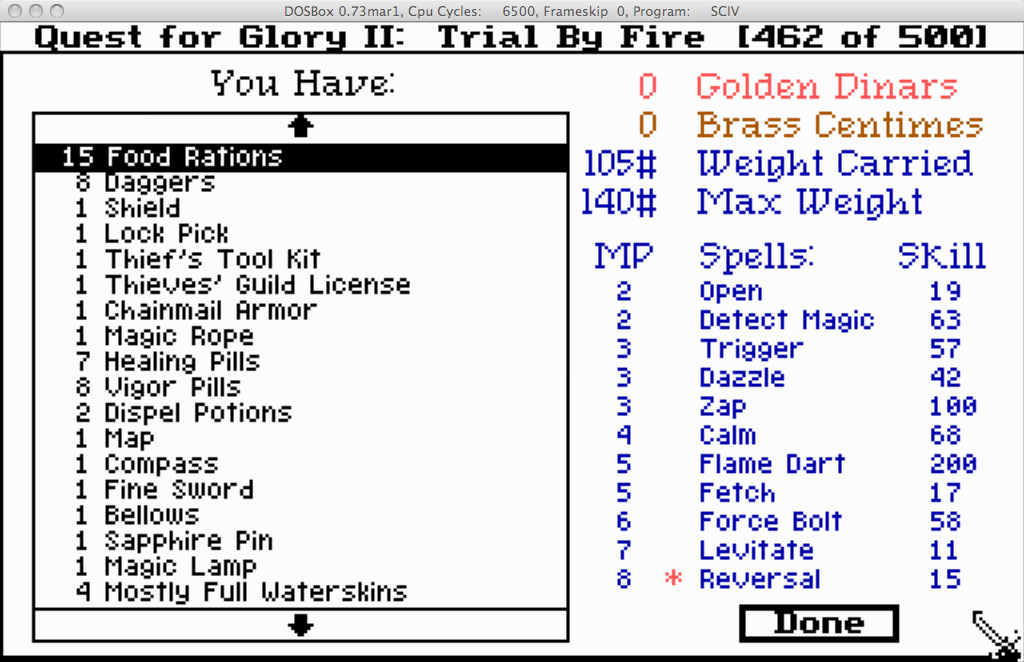 DOSBox 0.73mar1, Cpu Cycles: 6500, Frameskip 0, Program: SCIV
Quest for Glory II: Trial By Fire [462 of 500]
You Have:
15 Food Rations
8 Daggers
1 Shield
1 Lock Pick
1 Thief's Tool Kit
1 Thieves' Guild License
1 Chainmail Armor
1 Magic Rope
7 Healing Pills
8 Vigor Pills
2 Dispel Potions
1 Map
1 Compass
1 Fine Sword
1 Bellows
1 Sapphire Pin
1 Magic Lamp
4 Mostly Full Waterskins
0 Golden Dinars
0 Brass Centimes
105# Weight Carried
140# Max Weight
MP Spells: Skill
2 Open 19
2 Detect Magic 63
3 Trigger 57
3 Dazzle 42
3 Zap 100
4 Calm 68
5 Flame Dart 200
5 Fetch 17
6 Force Bolt 58
7 Levitate 11
8 * Reversal 15
Done